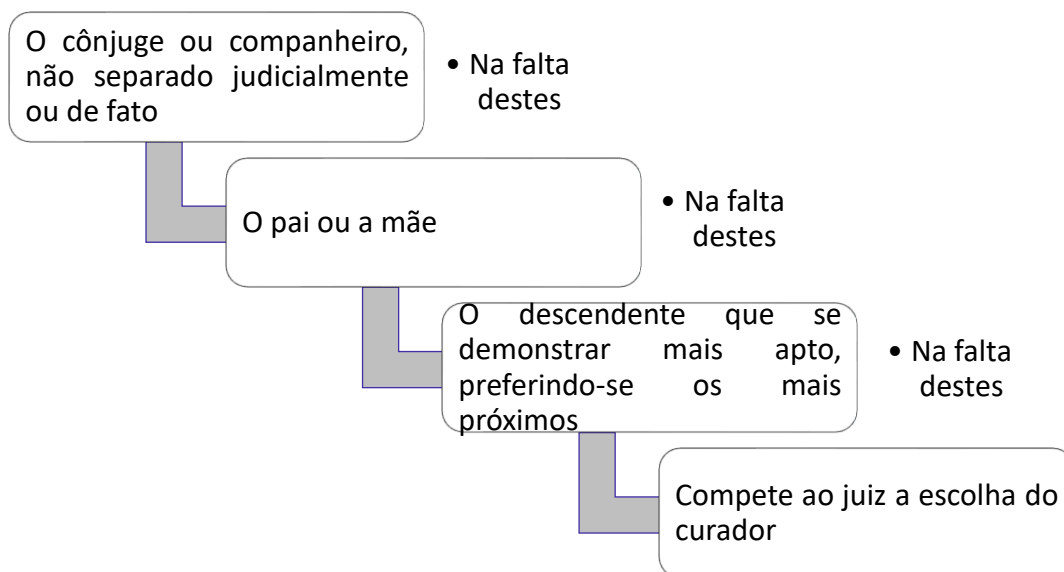 O cônjuge ou companheiro,
não separado judicialmente
ou de fato
• Na falta
destes
O pai ou a mãe
• Na falta
destes
O descendente que se
demonstrar mais apto,
preferindo-se os mais
próximos
• Na falta
destes
Compete ao juiz a escolha do
curador